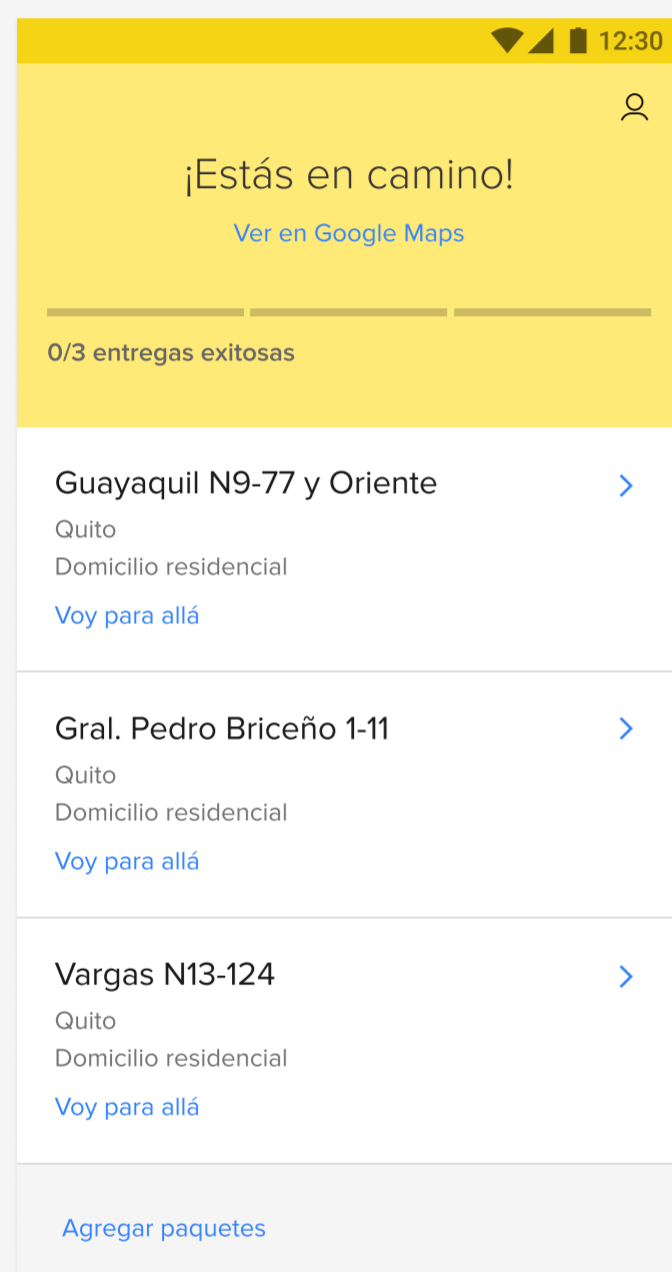 12:30
¡Estás en camino!
Ver en Google Maps
0/3 entregas exitosas
Guayaquil N9-77 y Oriente
Quito
Domicilio residencial
Voy para allá
Gral. Pedro Briceño 1-11
Quito
Domicilio residencial
Voy para allá
Vargas N13-124
Quito
Domicilio residencial
Voy para allá
Agregar paquetes